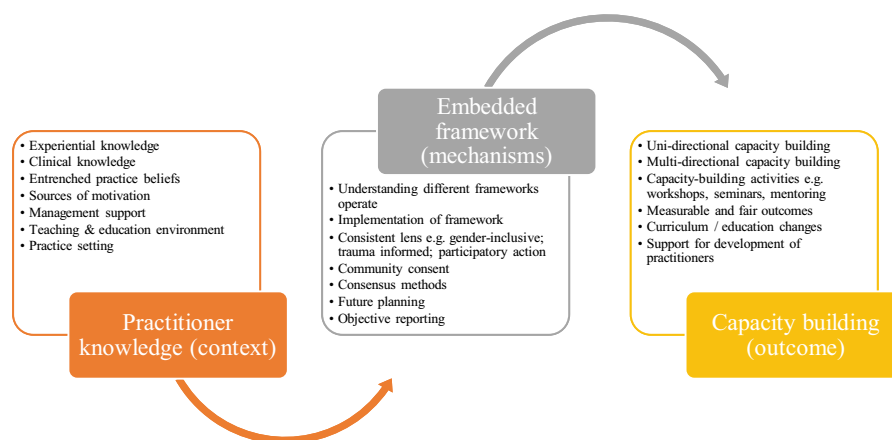 • Experiential knowledge
• Clinical knowledge
• Entrenched practice beliefs
• Sources of motivation
• Management support
• Teaching & education environment
• Practice setting
Practitioner
knowledge (context)
Embedded
framework
(mechanisms)
• Understanding different frameworks
operate
• Implementation of framework
• Consistent lens e.g. gender-inclusive;
trauma informed; participatory action
• Community consent
• Consensus methods
• Future planning
• Objective reporting
• Uni-directional capacity building
• Multi-directional capacity building
• Capacity-building activities e.g.
workshops, seminars, mentoring
• Measurable and fair outcomes
• Curriculum / education changes
• Support for development of
practitioners
Capacity building
(outcome)